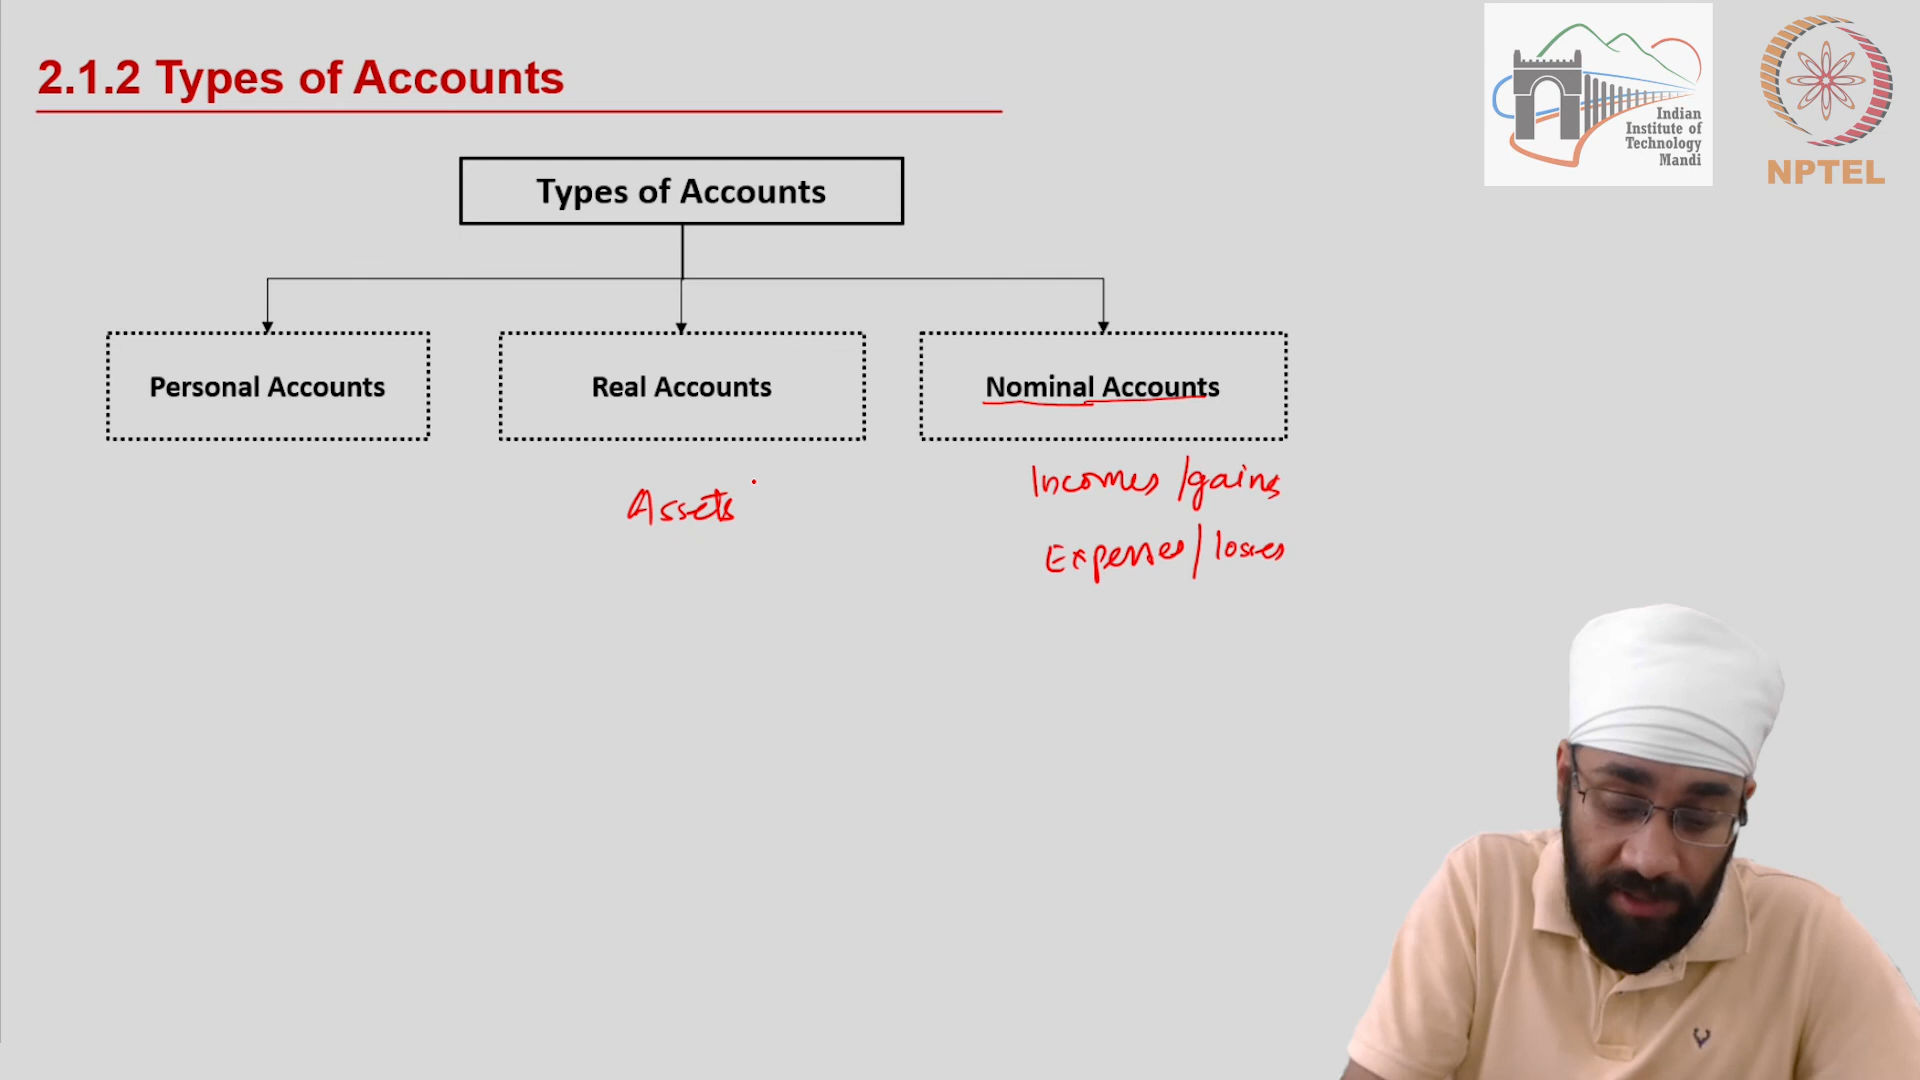 2.1.2 Types of Accounts
Indian
Institute of
Technology
Mandi
NPTEL
Types of Accounts
Personal Accounts
Real Accounts
Nominal Accounts
Assets
Incomes/gains
Expenses/losses